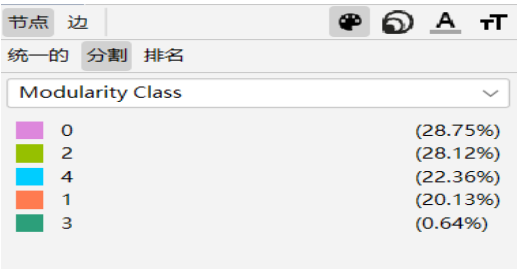 节点 边 A TT
统一的 分割 排名
Modularity Class
0 (28.75%)
2 (28.12%)
4 (22.36%)
1 (20.13%)
3 (0.64%)